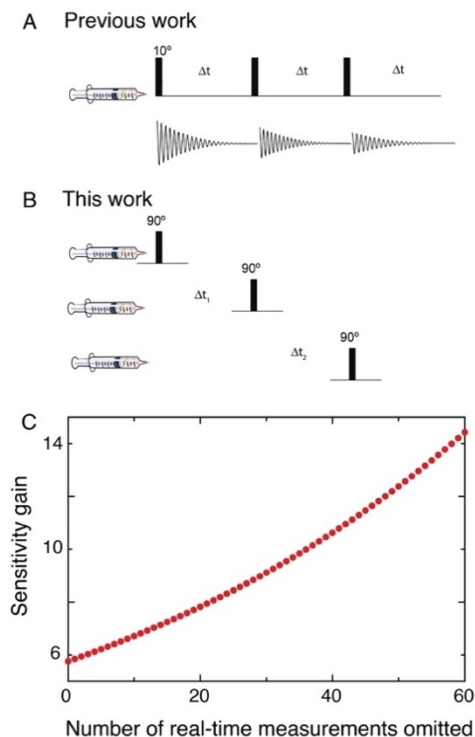 A Previous work
10° Δt Δt Δt
B This work
90°
90°
Δt₁
90°
Δt₂
C
14
10
6
Sensitivity gain
0 20 40 60
Number of real-time measurements omitted